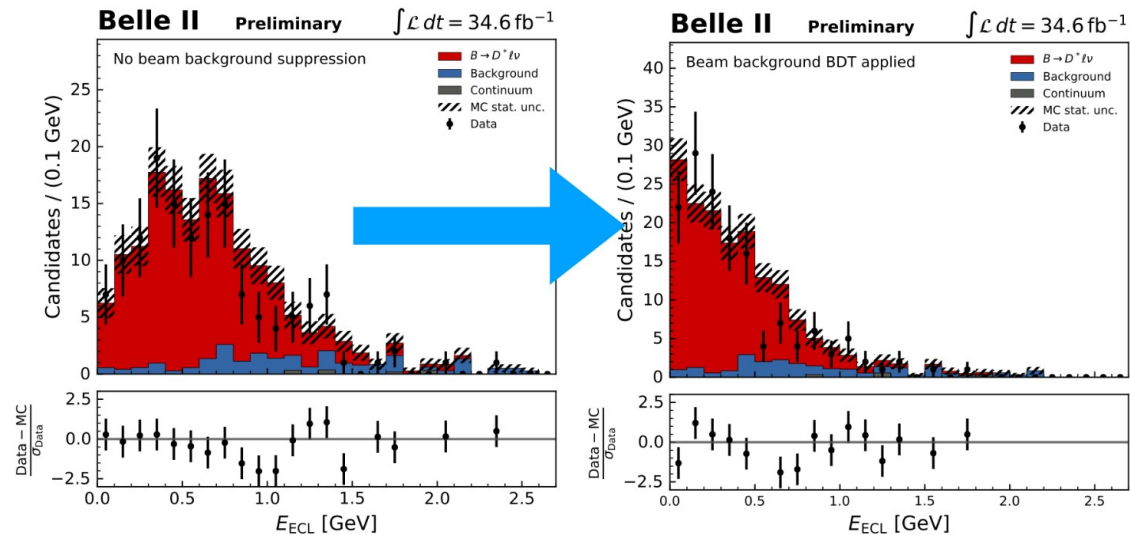 Belle II Preliminary ∫ℒ dt = 34.6 fb⁻¹
No beam background suppression
B → D*ℓν
Background
Continuum
MC stat. unc.
Data
Candidates / (0.1 GeV)
25
20
15
10
5
0
Data − MC
σ_Data
2.5
0.0
−2.5
0.0 0.5 1.0 1.5 2.0 2.5
E_ECL [GeV]
Belle II Preliminary ∫ℒ dt = 34.6 fb⁻¹
Beam background BDT applied
B → D*ℓν
Background
Continuum
MC stat. unc.
Data
Candidates / (0.1 GeV)
40
35
30
25
20
15
10
5
0
Data − MC
σ_Data
2.5
0.0
−2.5
0.0 0.5 1.0 1.5 2.0 2.5
E_ECL [GeV]